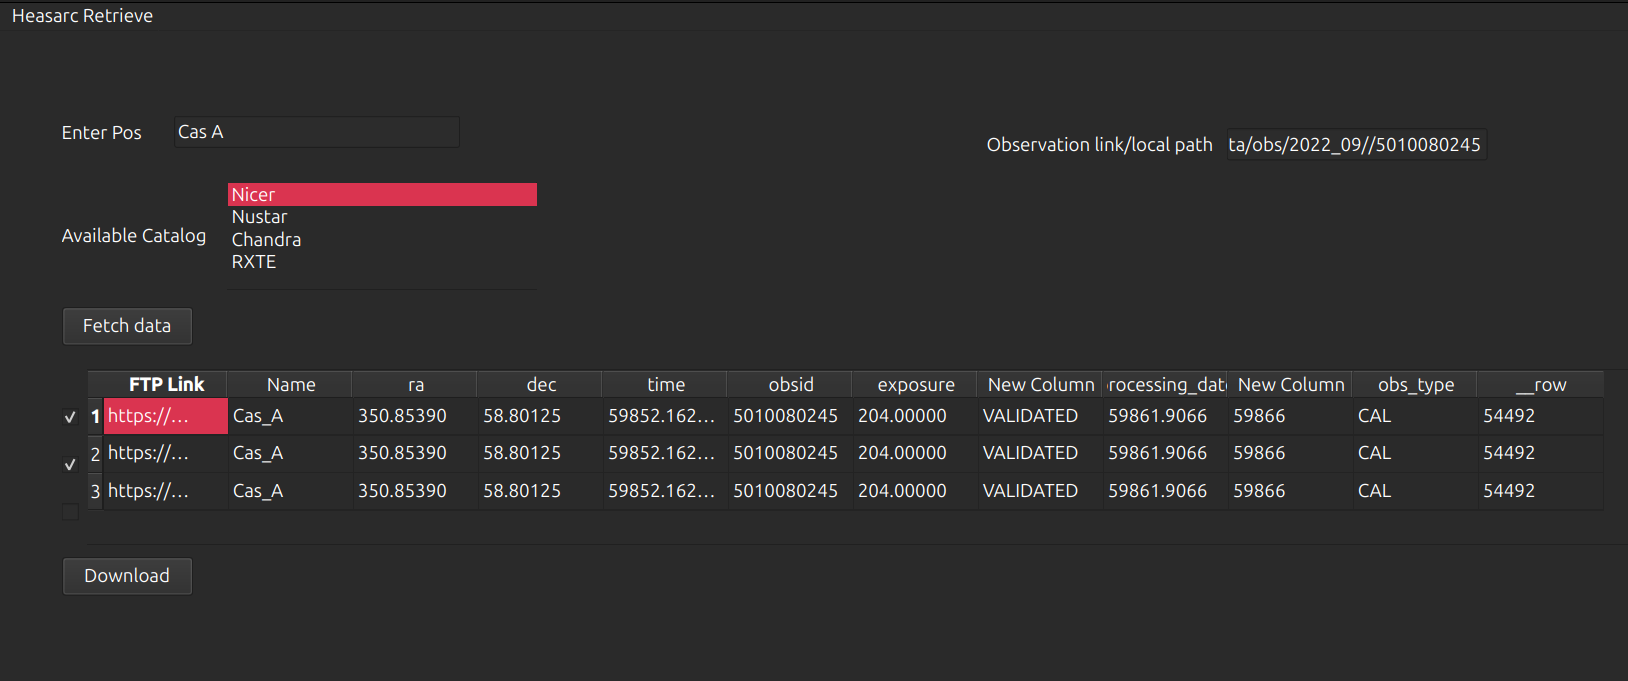 Heasarc Retrieve
Enter Pos Cas A
Observation link/local path ta/obs/2022_09//5010080245
Available Catalog
Nicer
Nustar
Chandra
RXTE
Fetch data
FTP Link Name ra dec time obsid exposure New Column rocessing_date New Column obs_type __row
1 https://... Cas_A 350.85390 58.80125 59852.162... 5010080245 204.00000 VALIDATED 59861.9066 59866 CAL 54492
2 https://... Cas_A 350.85390 58.80125 59852.162... 5010080245 204.00000 VALIDATED 59861.9066 59866 CAL 54492
3 https://... Cas_A 350.85390 58.80125 59852.162... 5010080245 204.00000 VALIDATED 59861.9066 59866 CAL 54492
Download